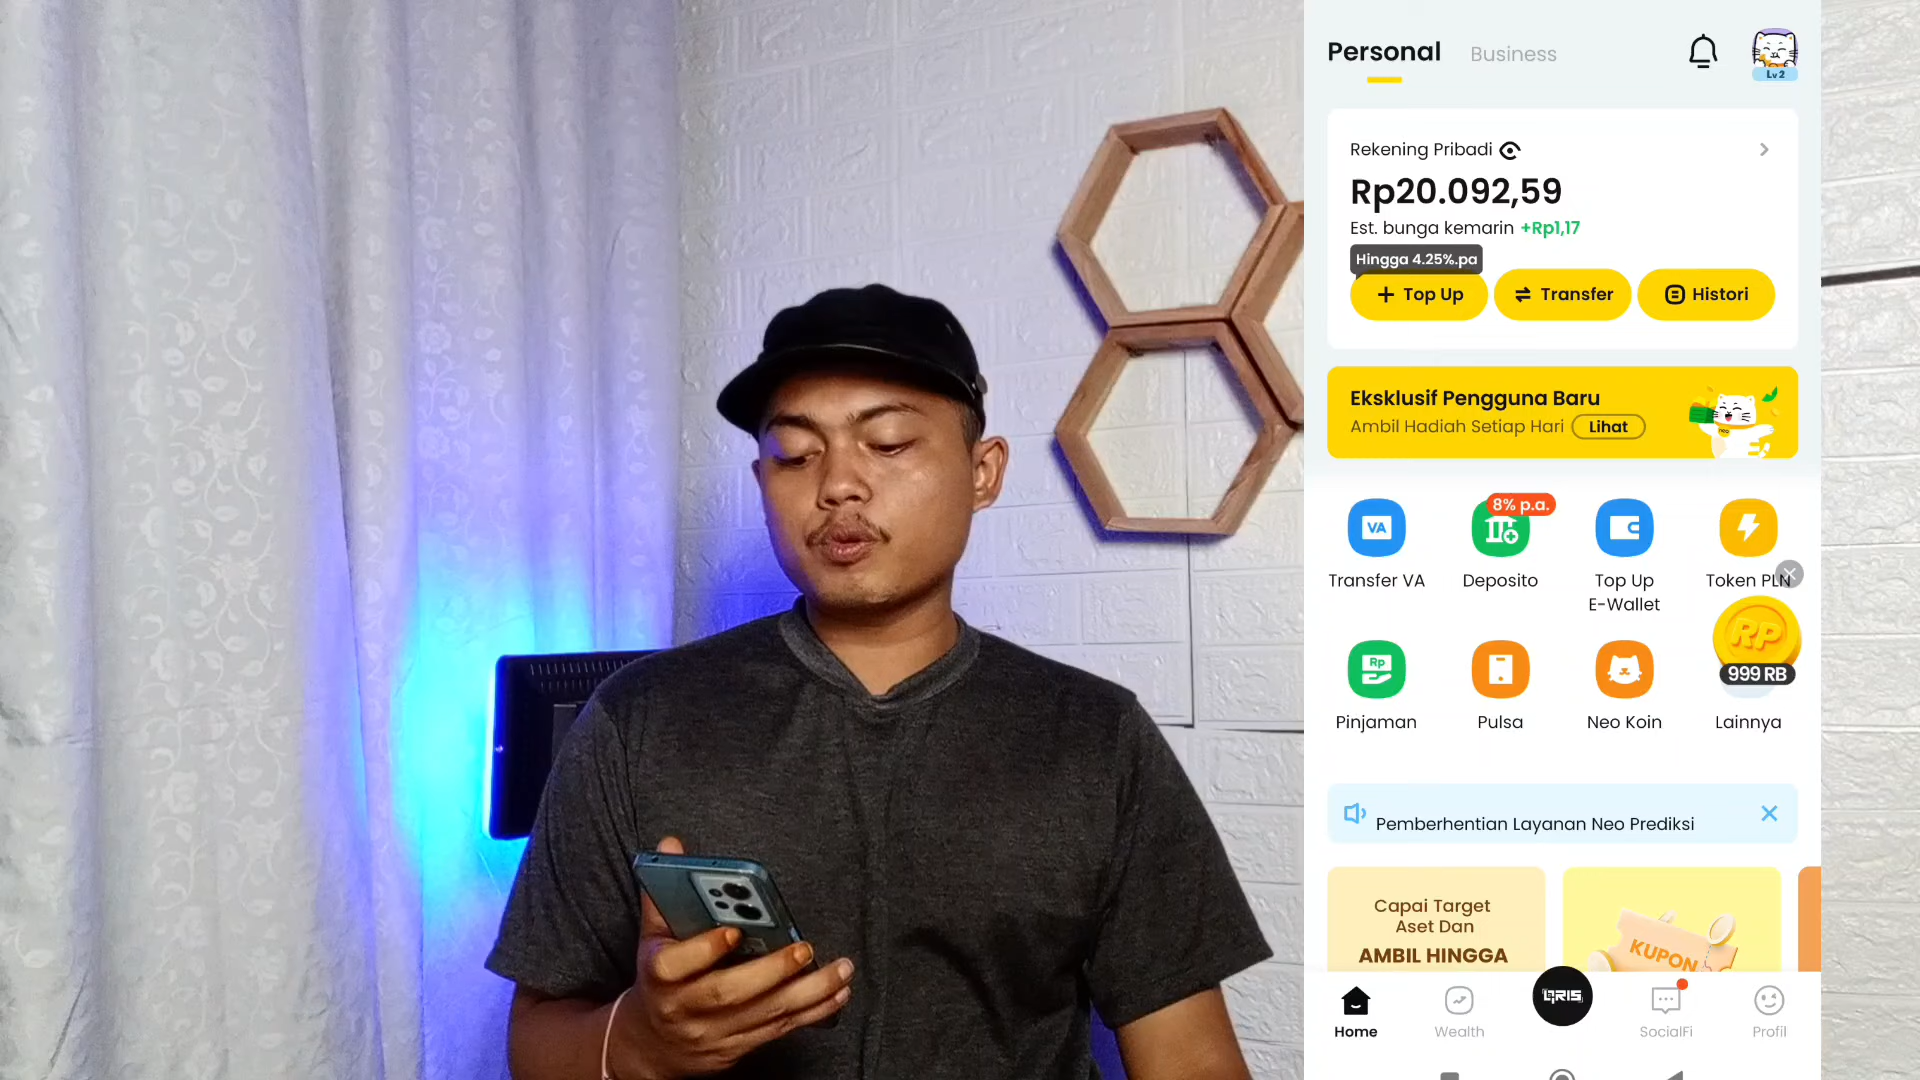 Personal
Business
Lv2
Rekening Pribadi
Rp20.092,59
Est. bunga kemarin +Rp1,17
Hingga 4.25%.pa
+ Top Up
Transfer
Histori
Eksklusif Pengguna Baru
Ambil Hadiah Setiap Hari
Lihat
neo
VA
8% p.a.
Transfer VA
Deposito
Top Up
E-Wallet
Token PLN
Rp
RP
999 RB
Pinjaman
Pulsa
Neo Koin
Lainnya
Pemberhentian Layanan Neo Prediksi
Capai Target
Aset Dan
AMBIL HINGGA
KUPON
QRIS
Home
Wealth
SocialFi
Profil